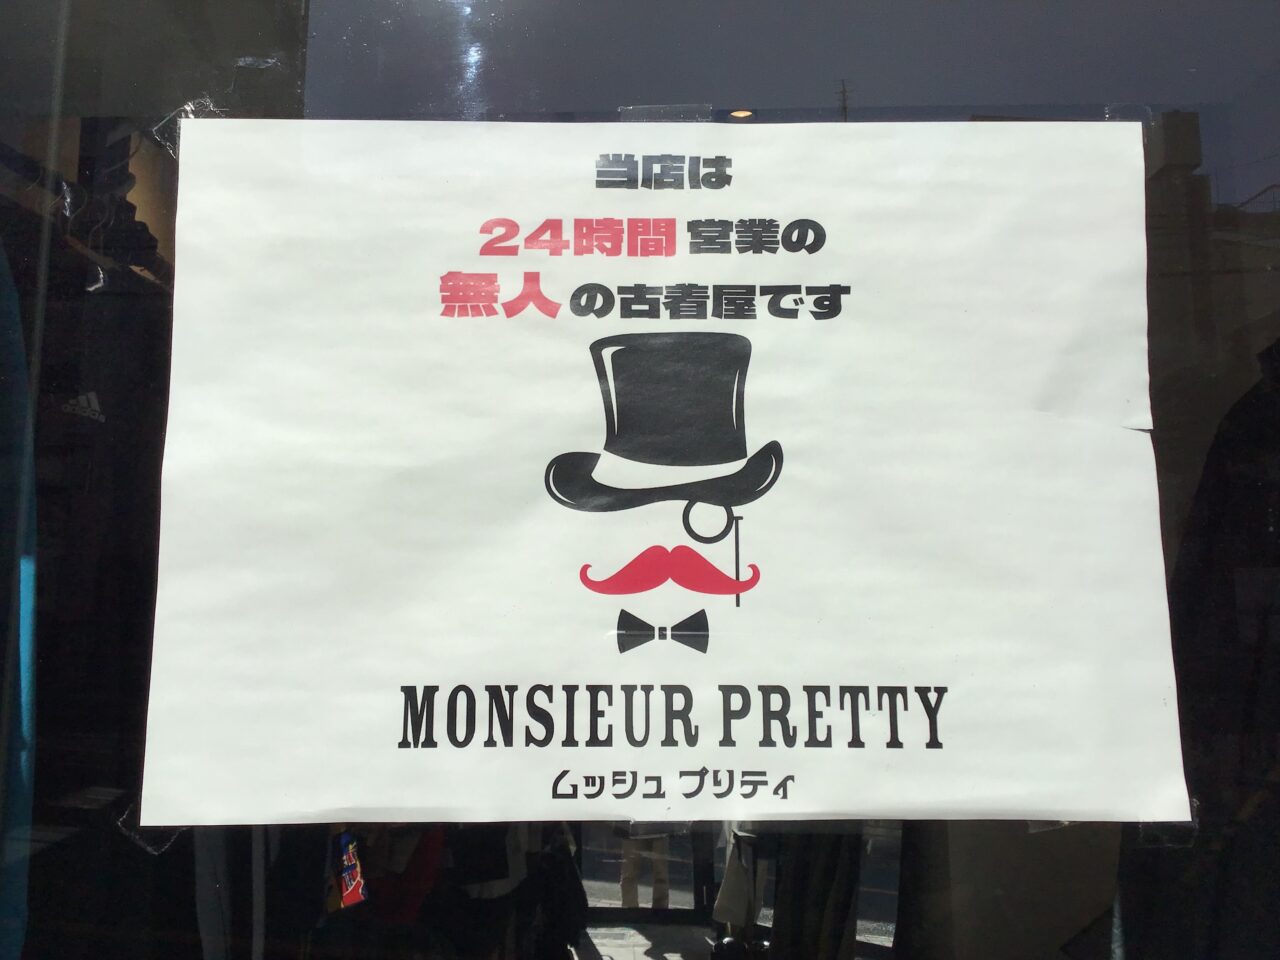 当店は
24時間営業の
無人の古着屋です
MONSIEUR PRETTY
ムッシュ プリティ
adidas